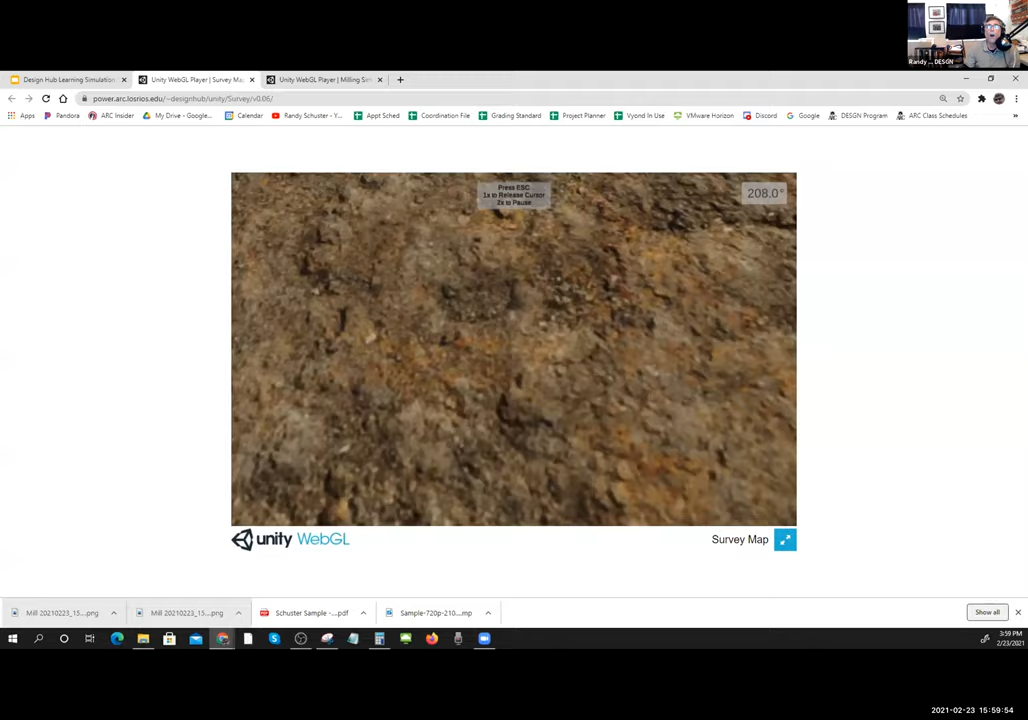 Randy ... DESGN
Design Hub Learning Simulation
Unity WebGL Player | Survey Ma
Unity WebGL Player | Milling Sim
power.arc.losrios.edu/~designhub/unity/Survey/v0.06/
Apps
Pandora
ARC Insider
My Drive - Google...
Calendar
Randy Schuster - Y...
Appt Sched
Coordination File
Grading Standard
Project Planner
Vyond In Use
VMware Horizon
Discord
Google
DESGN Program
ARC Class Schedules
Press ESC
1x to Release Cursor
2x to Pause
208.0°
unity WebGL
Survey Map
Mill 20210223_15....png
Mill 20210223_15....png
Schuster Sample -....pdf
Sample-720p-210....mp
Show all
3:59 PM
2/23/2021
2021-02-23 15:59:54